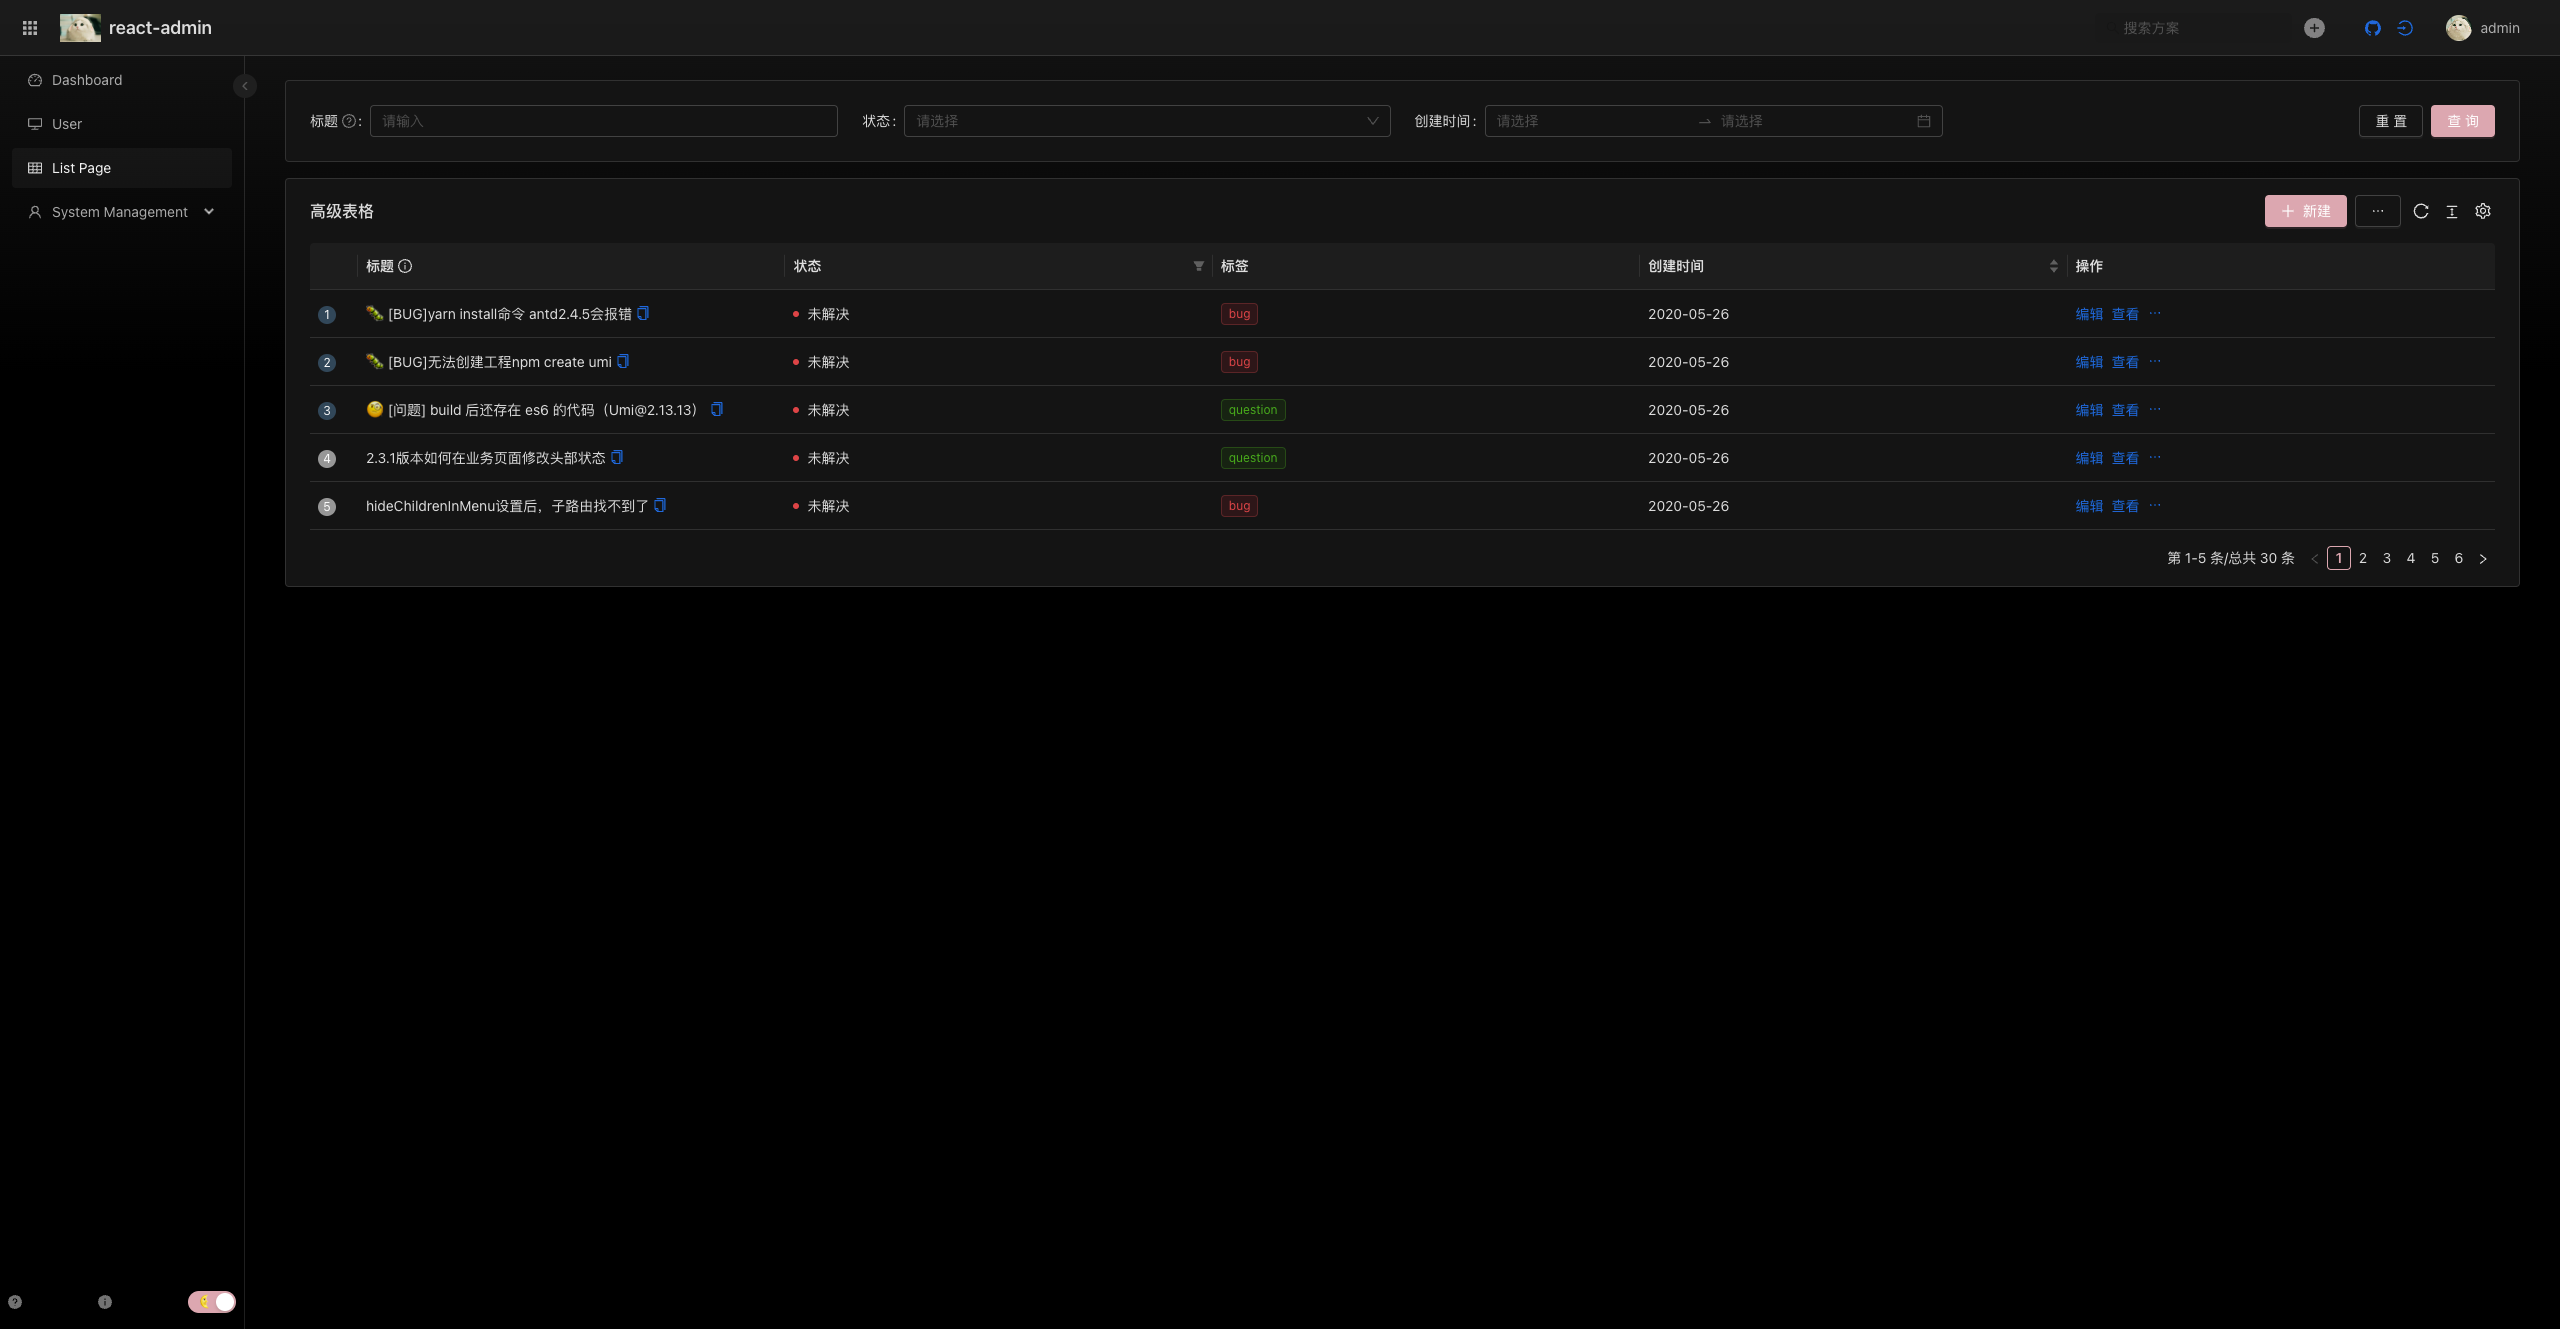 react-admin
搜索方案
admin
Dashboard
User
List Page
System Management
标题 :
请输入
状态 :
请选择
创建时间 :
请选择
请选择
重 置
查 询
高级表格
新建
···
标题
状态
标签
创建时间
操作
1 [BUG]yarn install命令 antd2.4.5会报错 未解决 bug 2020-05-26 编辑 查看 ···
2 [BUG]无法创建工程npm create umi 未解决 bug 2020-05-26 编辑 查看 ···
3 [问题] build 后还存在 es6 的代码（Umi@2.13.13） 未解决 question 2020-05-26 编辑 查看 ···
4 2.3.1版本如何在业务页面修改头部状态 未解决 question 2020-05-26 编辑 查看 ···
5 hideChildrenInMenu设置后，子路由找不到了 未解决 bug 2020-05-26 编辑 查看 ···
第 1-5 条/总共 30 条 < 1 2 3 4 5 6 >